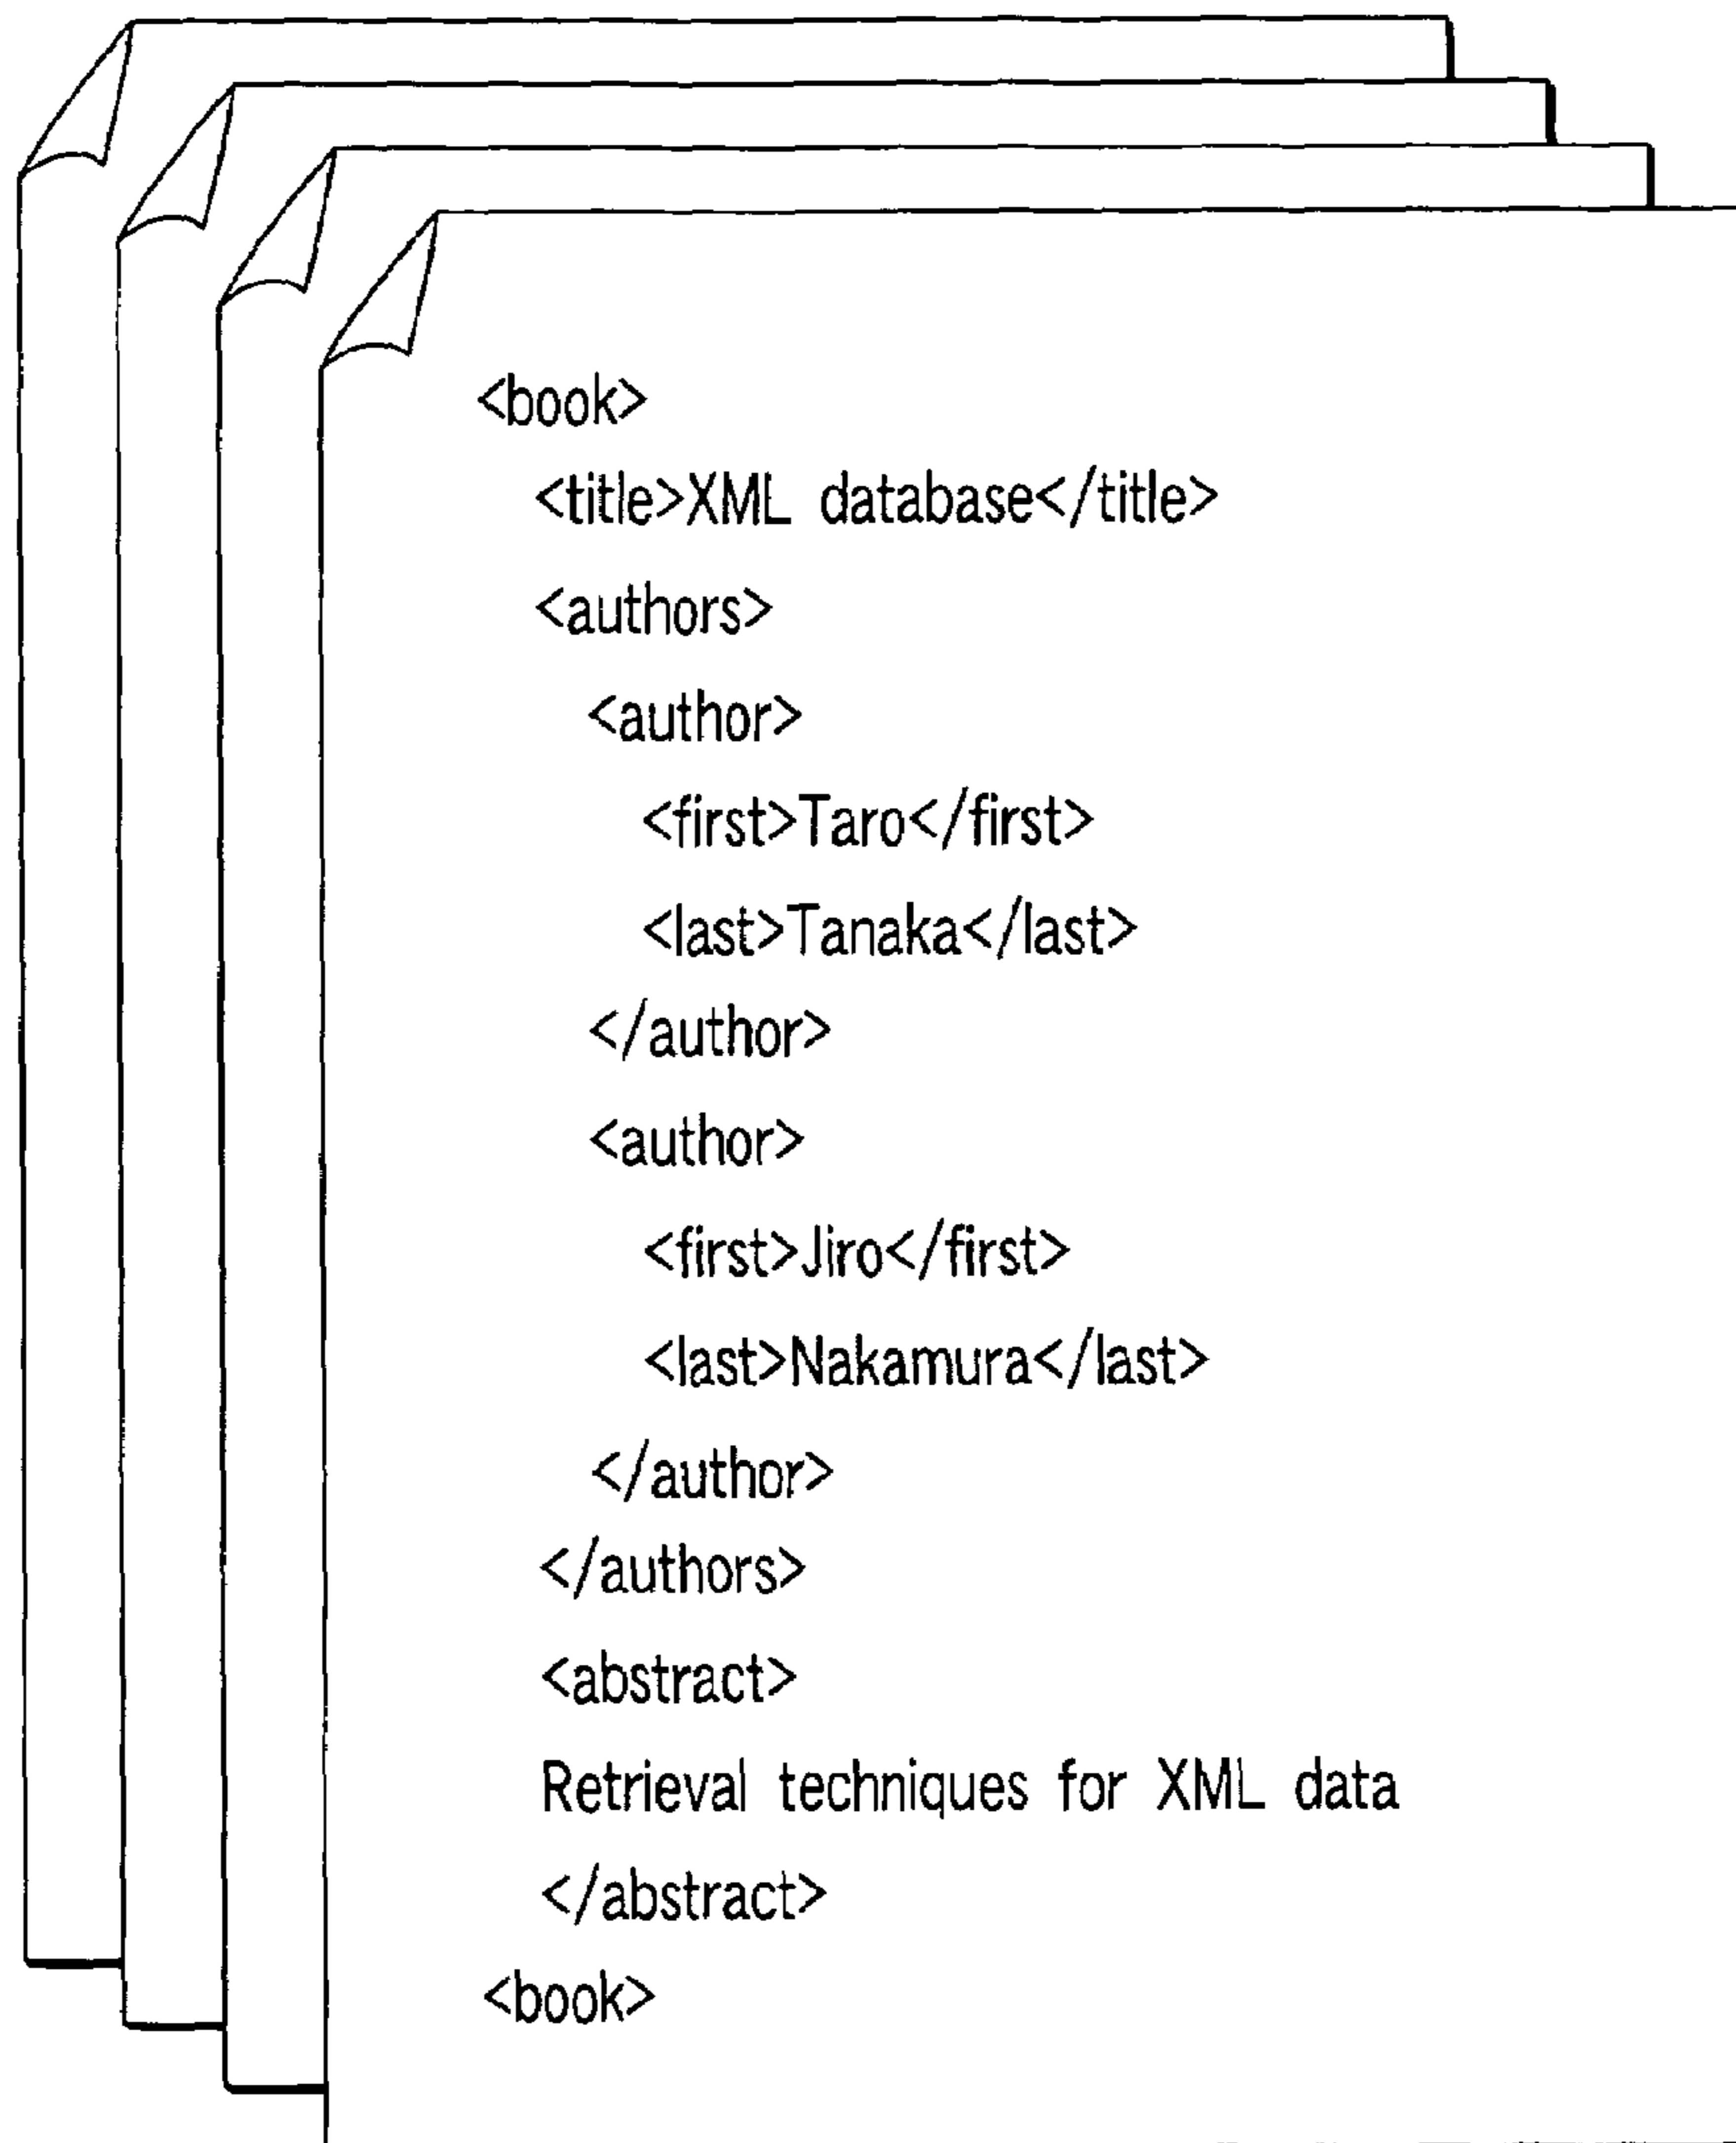 <book>
<title>XML database</title>
<authors>
<author>
<first>Taro</first>
<last>Tanaka</last>
</author>
<author>
<first>Jiro</first>
<last>Nakamura</last>
</author>
</authors>
<abstract>
Retrieval techniques for XML data
</abstract>
<book>